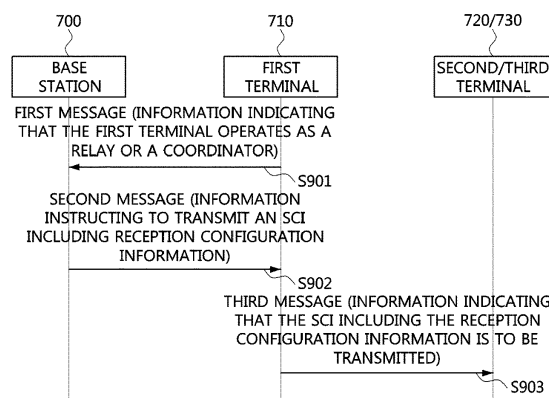 700
710
720/730
BASE
STATION
FIRST
TERMINAL
SECOND/THIRD
TERMINAL
FIRST MESSAGE (INFORMATION INDICATING
THAT THE FIRST TERMINAL OPERATES AS A
RELAY OR A COORDINATOR)
S901
SECOND MESSAGE (INFORMATION
INSTRUCTING TO TRANSMIT AN SCI
INCLUDING RECEPTION CONFIGURATION
INFORMATION)
S902
THIRD MESSAGE (INFORMATION INDICATING
THAT THE SCI INCLUDING THE RECEPTION
CONFIGURATION INFORMATION IS TO BE
TRANSMITTED)
S903